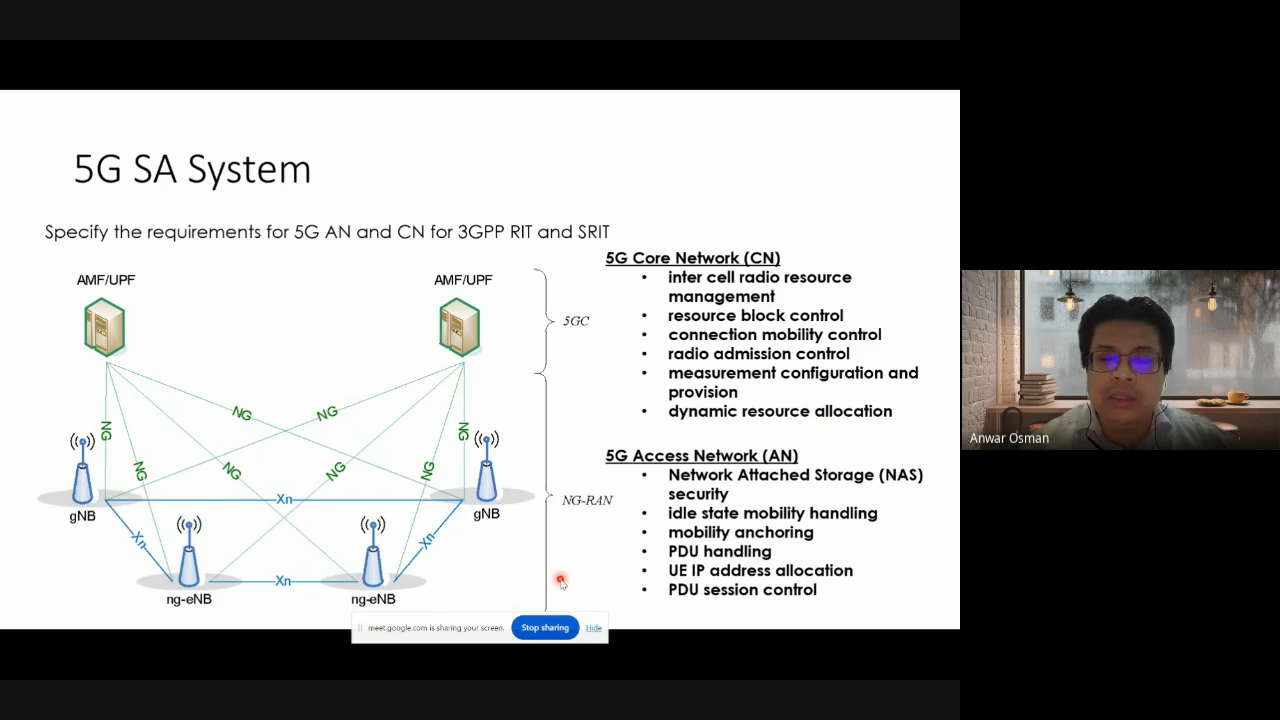 5G SA System
Specify the requirements for 5G AN and CN for 3GPP RIT and SRIT
AMF/UPF
AMF/UPF
5GC
NG
NG
NG
NG
NG
NG
NG
NG
Xn
gNB
gNB
NG-RAN
Xn
Xn
Xn
ng-eNB
ng-eNB
5G Core Network (CN)
• inter cell radio resource
management
• resource block control
• connection mobility control
• radio admission control
• measurement configuration and
provision
• dynamic resource allocation
5G Access Network (AN)
• Network Attached Storage (NAS)
security
• idle state mobility handling
• mobility anchoring
• PDU handling
• UE IP address allocation
• PDU session control
meet.google.com is sharing your screen.
Stop sharing
Hide
Anwar Osman